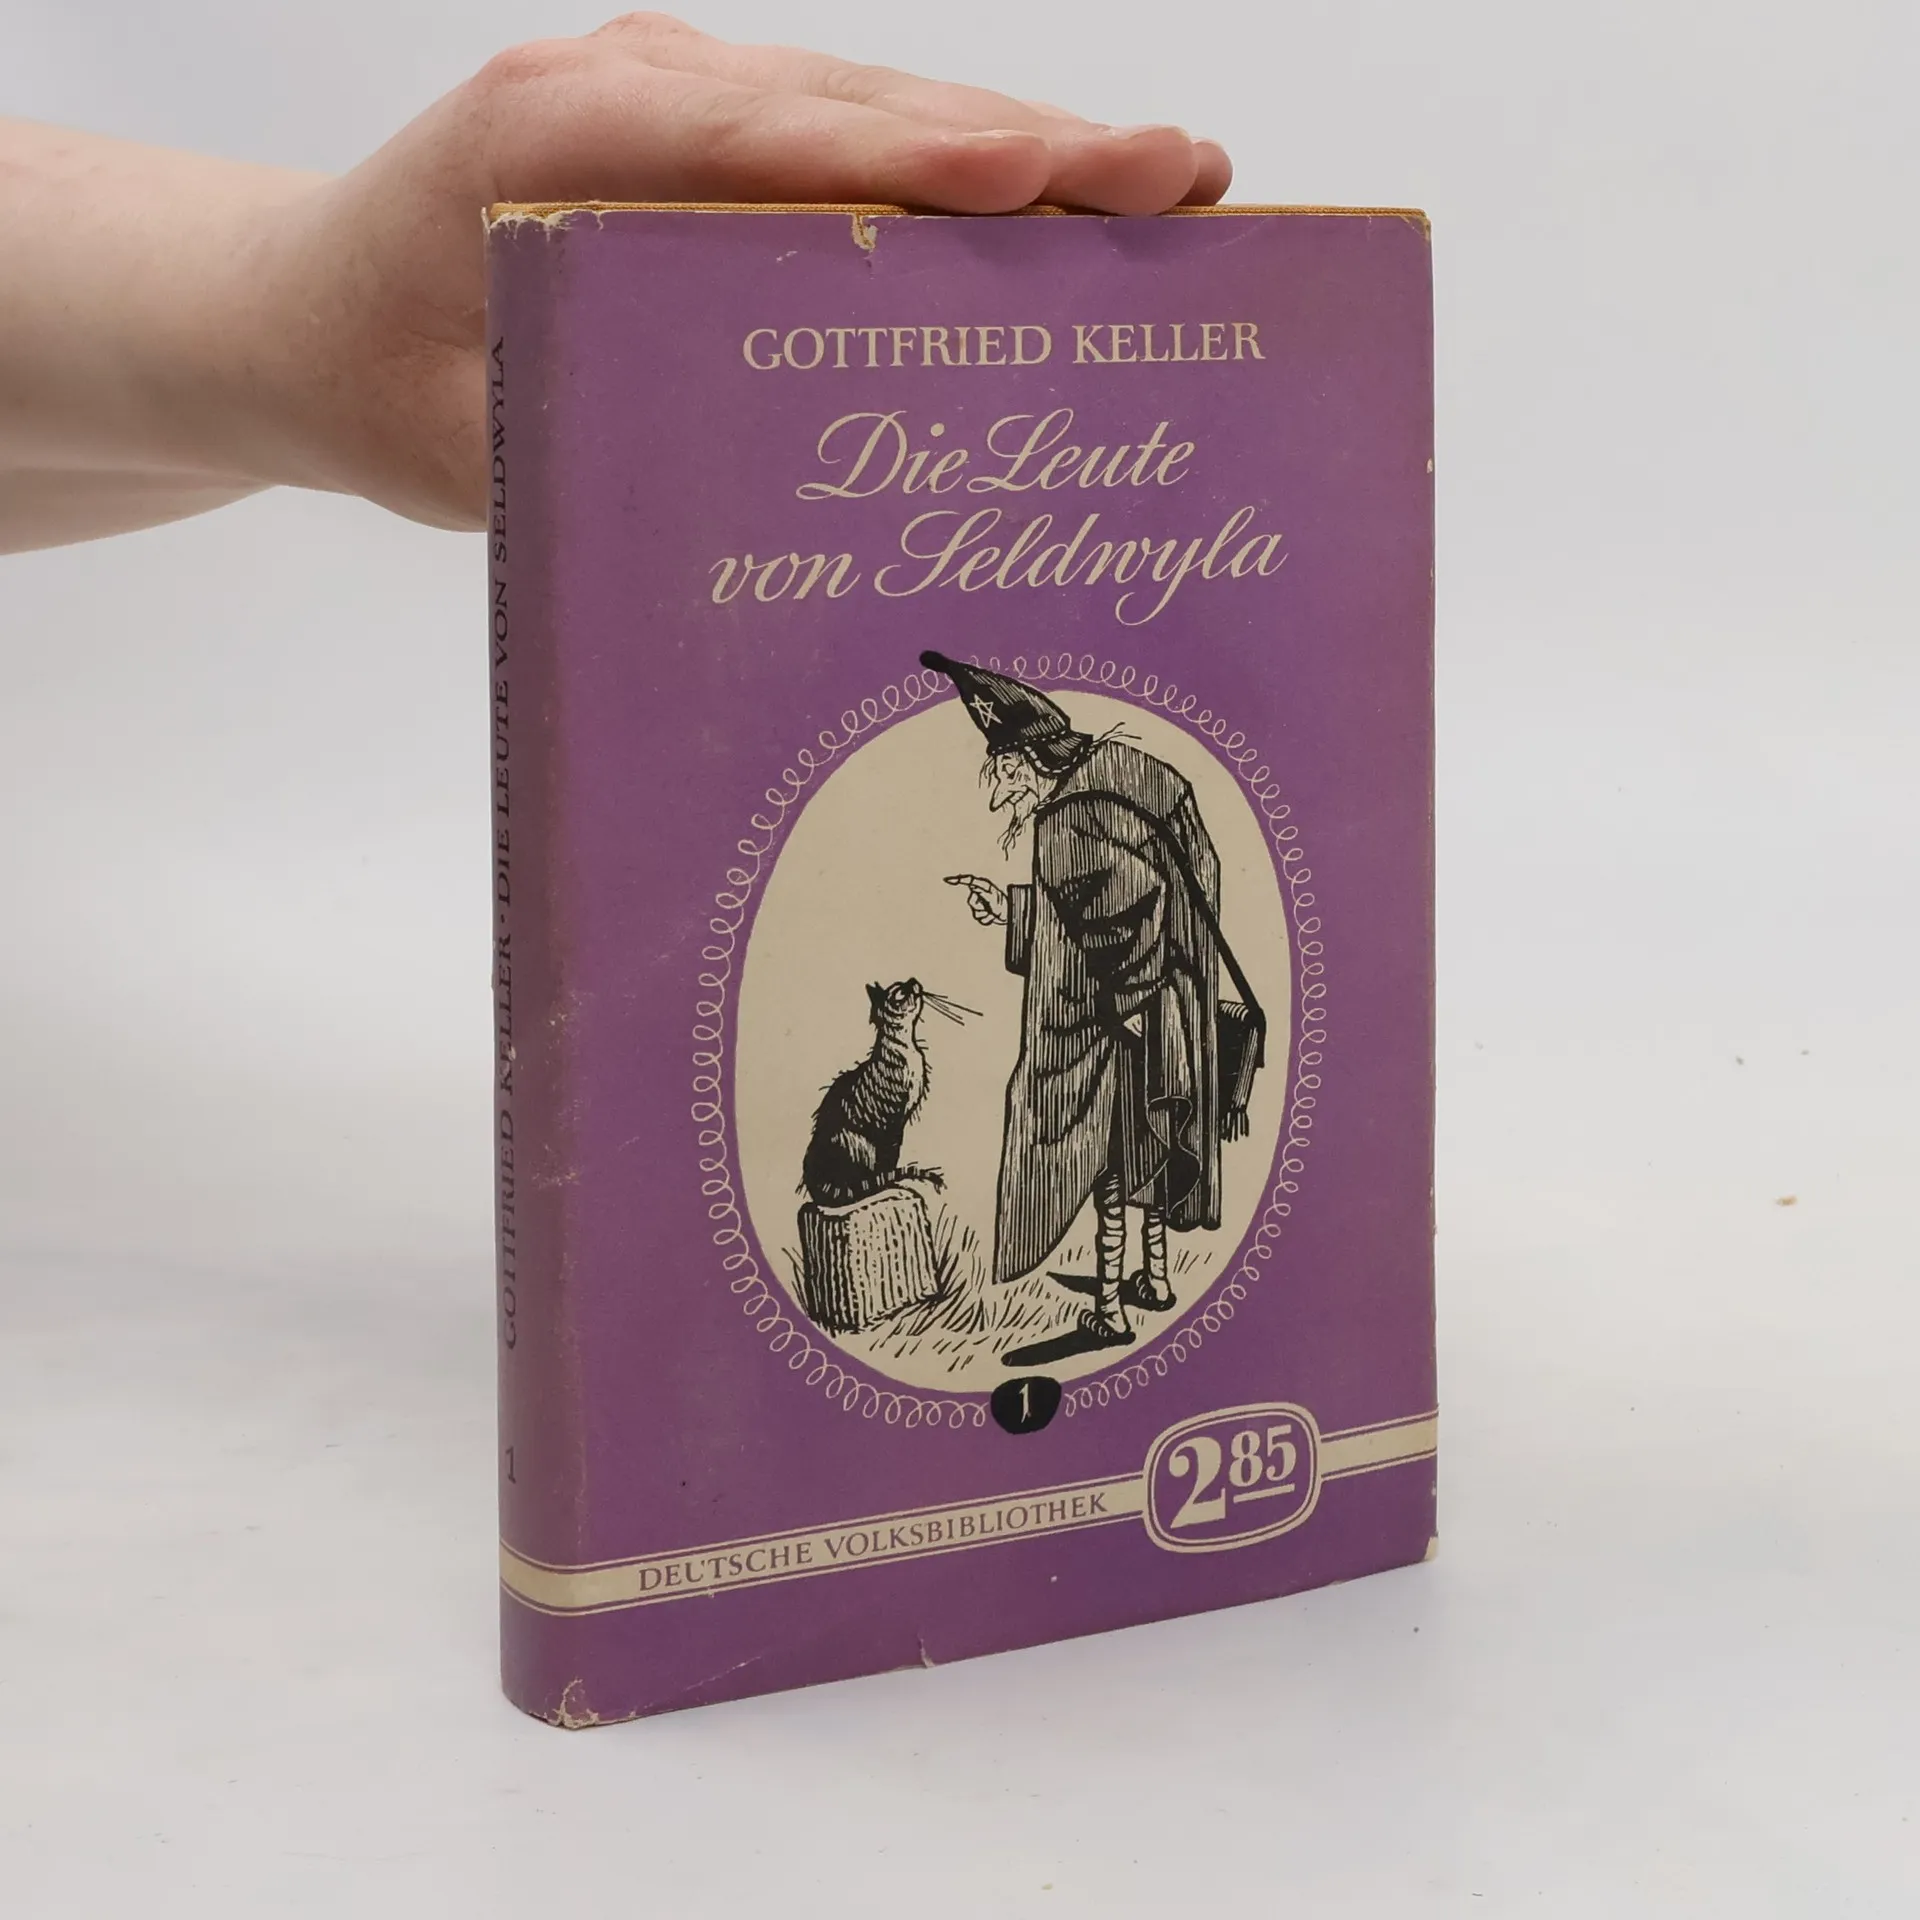 GOTTFRIED KELLER
Die Leute
von Seldwyla
1
DEUTSCHE VOLKSBIBLIOTHEK
2 85
GOTTFRIED KELLER · DIE LEUTE VON SELDWYLA
1